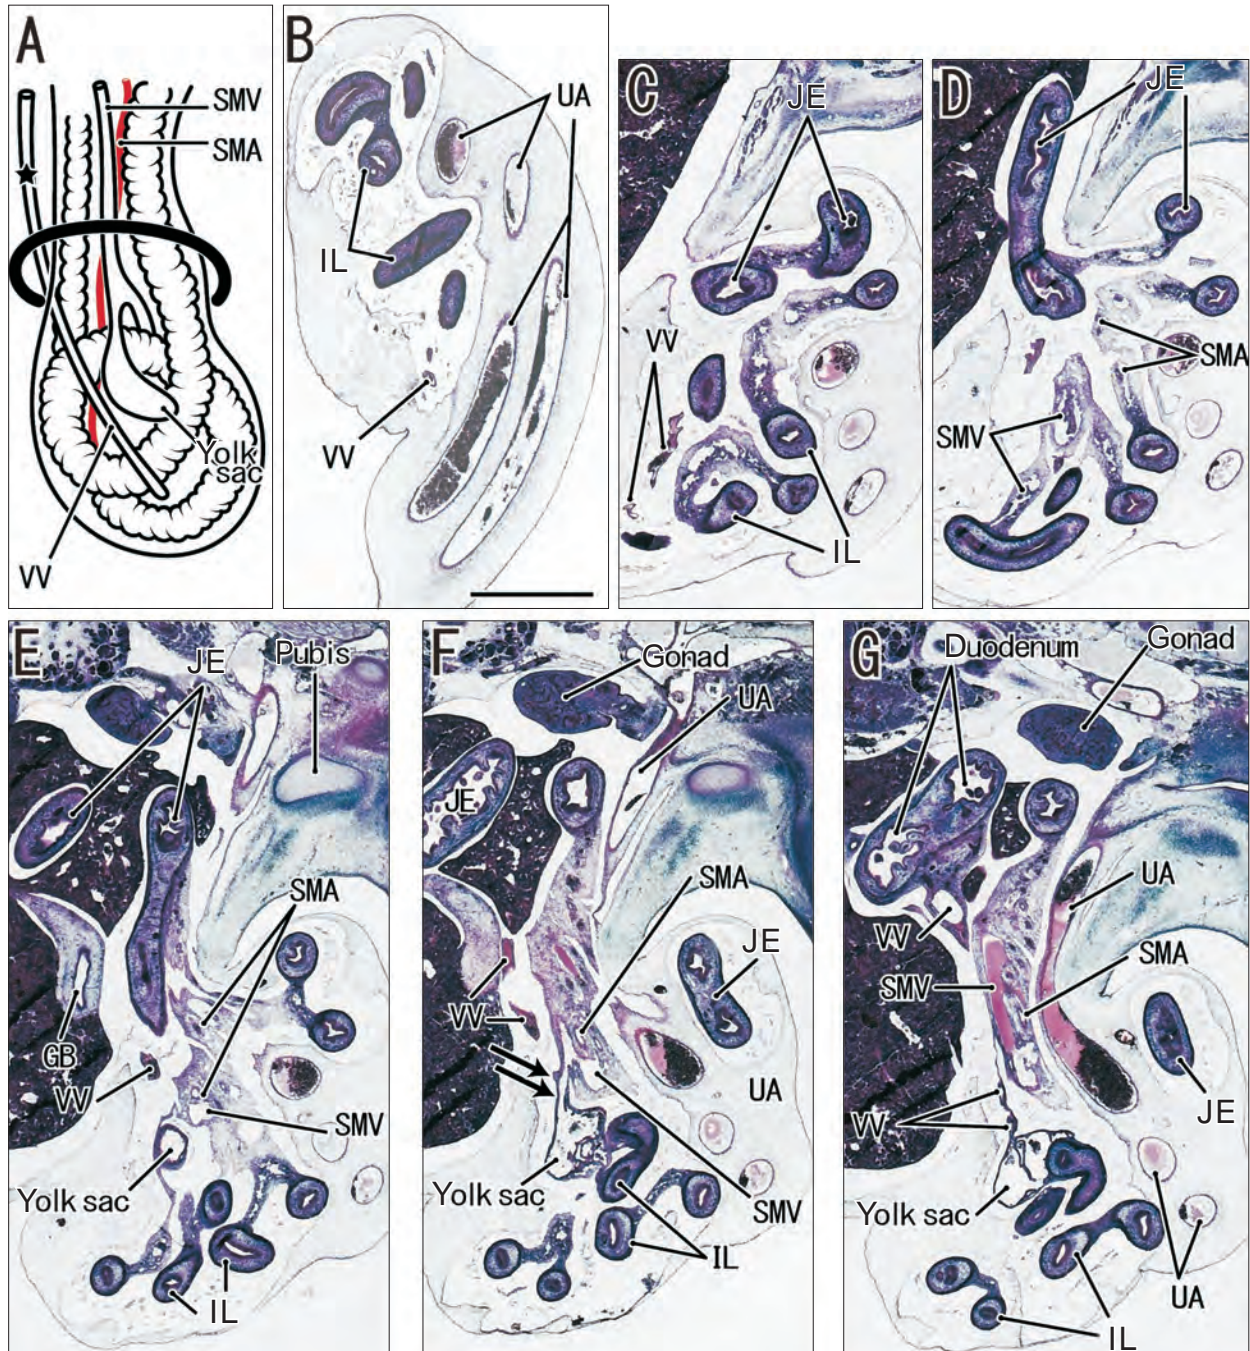 A
SMV
SMA
Yolk
sac
VV
B
UA
IL
VV
C
JE
VV
IL
D
JE
SMA
SMV
E
JE
Pubis
SMA
GB
VV
SMV
Yolk sac
IL
F
Gonad
UA
JE
SMA
JE
VV
UA
Yolk sac
SMV
IL
G
Duodenum
Gonad
UA
VV
SMA
SMV
JE
VV
Yolk sac
UA
IL